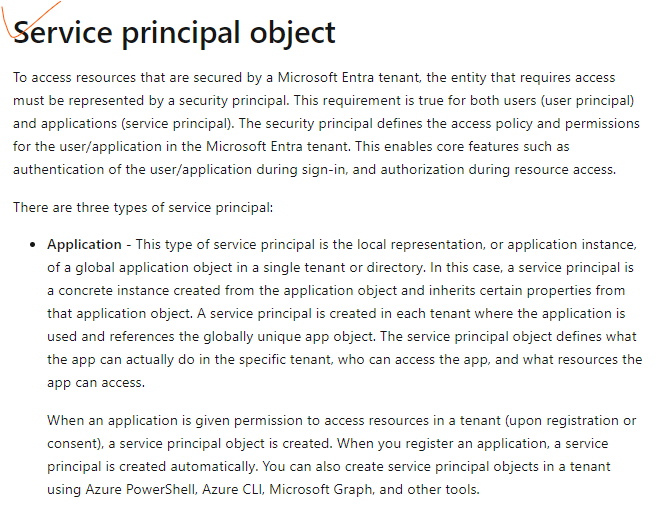 Service principal object
To access resources that are secured by a Microsoft Entra tenant, the entity that requires access
must be represented by a security principal. This requirement is true for both users (user principal)
and applications (service principal). The security principal defines the access policy and permissions
for the user/application in the Microsoft Entra tenant. This enables core features such as
authentication of the user/application during sign-in, and authorization during resource access.
There are three types of service principal:
• Application - This type of service principal is the local representation, or application instance,
of a global application object in a single tenant or directory. In this case, a service principal is
a concrete instance created from the application object and inherits certain properties from
that application object. A service principal is created in each tenant where the application is
used and references the globally unique app object. The service principal object defines what
the app can actually do in the specific tenant, who can access the app, and what resources the
app can access.
When an application is given permission to access resources in a tenant (upon registration or
consent), a service principal object is created. When you register an application, a service
principal is created automatically. You can also create service principal objects in a tenant
using Azure PowerShell, Azure CLI, Microsoft Graph, and other tools.